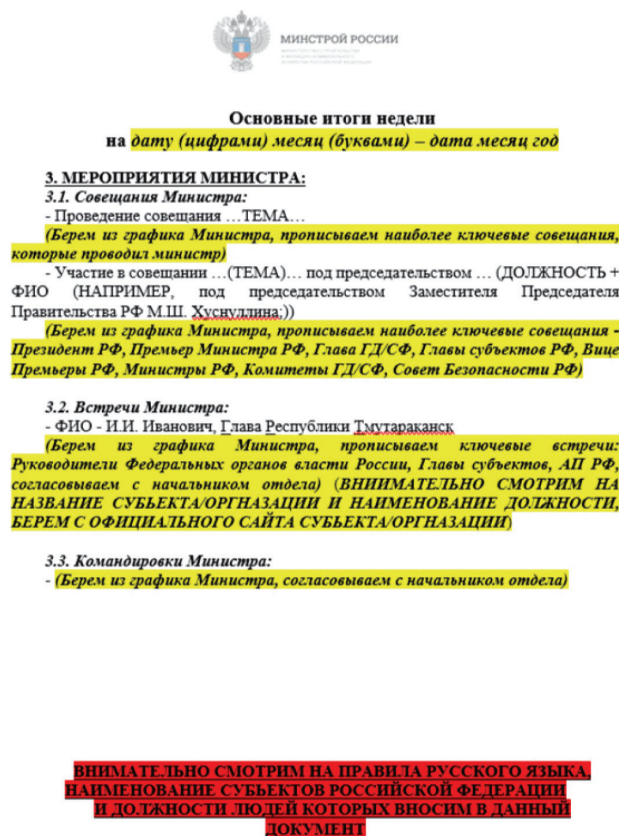 МИНСТРОЙ РОССИИ
Основные итоги недели
на дату (цифрами) месяц (буквами) – дата месяц год
3. МЕРОПРИЯТИЯ МИНИСТРА:
3.1. Совещания Министра:
- Проведение совещания …ТЕМА…
(Берем из графика Министра, прописываем наиболее ключевые совещания,
которые проводил министр)
- Участие в совещании …(ТЕМА)… под председательством … (ДОЛЖНОСТЬ +
ФИО (НАПРИМЕР, под председательством Заместителя Председателя
Правительства РФ М.Ш. Хуснуллина;))
(Берем из графика Министра, прописываем наиболее ключевые совещания -
Президент РФ, Премьер Министра РФ, Глава ГД/СФ, Главы субъектов РФ, Вице
Премьеры РФ, Министры РФ, Комитеты ГД/СФ, Совет Безопасности РФ)
3.2. Встречи Министра:
- ФИО - И.И. Иванович, Глава Республики Тмутараканск
(Берем из графика Министра, прописываем ключевые встречи:
Руководители Федеральных органов власти России, Главы субъектов, АП РФ,
согласовываем с начальником отдела) (ВНИИМАТЕЛЬНО СМОТРИМ НА
НАЗВАНИЕ СУБЬЕКТА/ОРГНАЗАЦИИ И НАИМЕНОВАНИЕ ДОЛЖНОСТИ,
БЕРЕМ С ОФИЦИАЛЬНОГО САЙТА СУБЬЕКТА/ОРГНАЗАЦИИ)
3.3. Командировки Министра:
- (Берем из графика Министра, согласовываем с начальником отдела)
ВНИМАТЕЛЬНО СМОТРИМ НА ПРАВИЛА РУССКОГО ЯЗЫКА,
НАИМЕНОВАНИЕ СУБЪЕКТОВ РОССИЙСКОЙ ФЕДЕРАЦИИ
И ДОЛЖНОСТИ ЛЮДЕЙ КОТОРЫХ ВНОСИМ В ДАННЫЙ
ДОКУМЕНТ